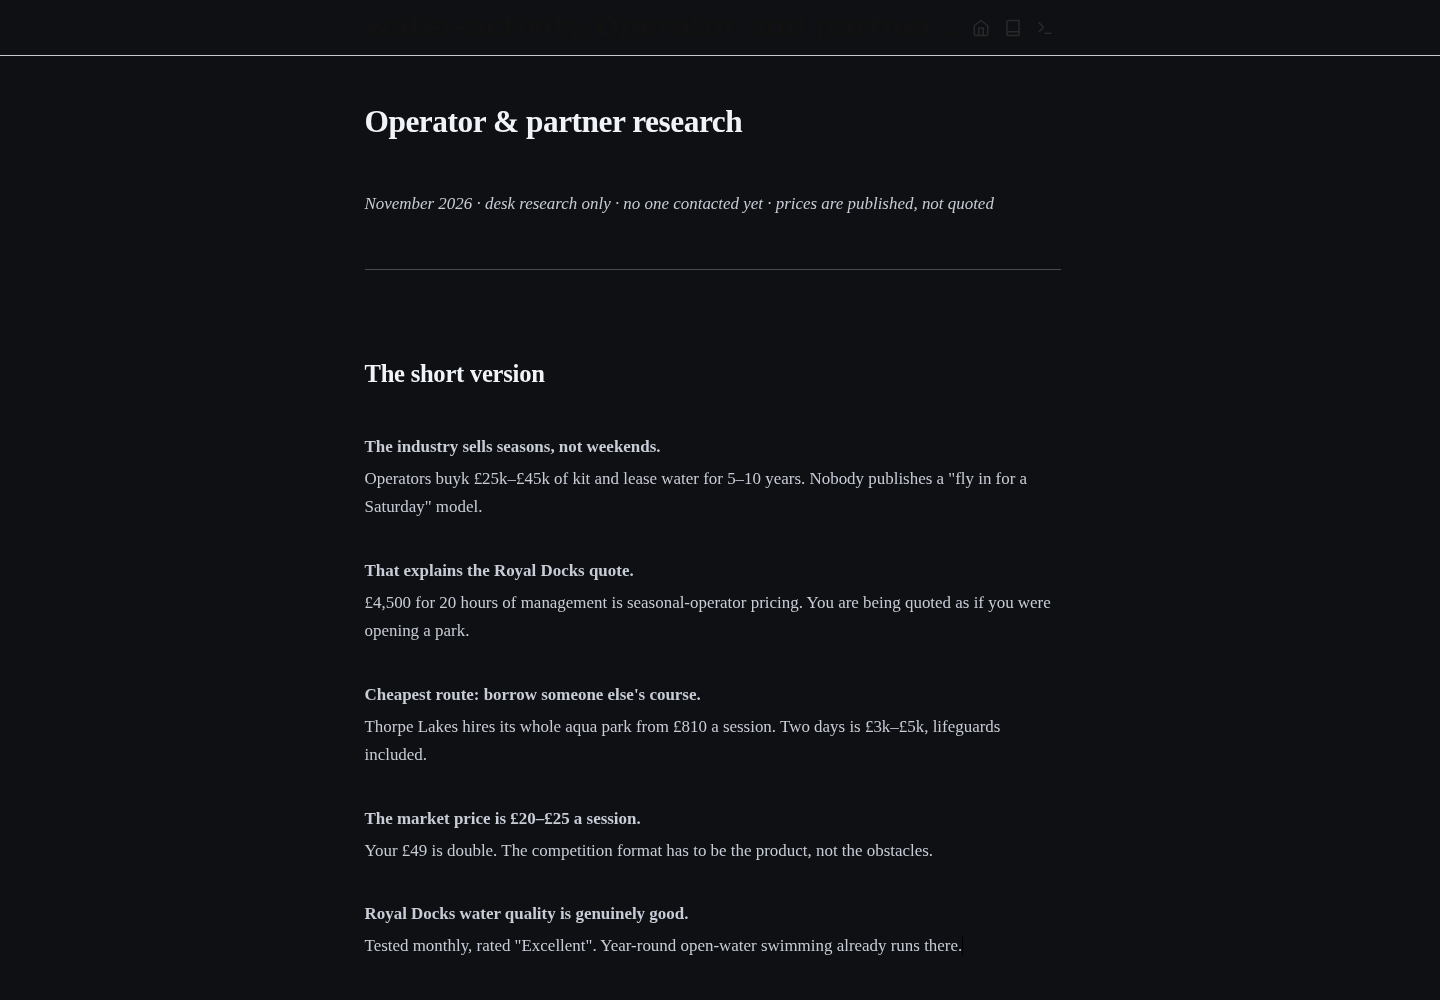 Operator & partner research
November 2026 · desk research only · no one contacted yet · prices are published, not quoted
The short version
The industry sells seasons, not weekends.
Operators buyk £25k–£45k of kit and lease water for 5–10 years. Nobody publishes a "fly in for a
Saturday" model.
That explains the Royal Docks quote.
£4,500 for 20 hours of management is seasonal-operator pricing. You are being quoted as if you were
opening a park.
Cheapest route: borrow someone else's course.
Thorpe Lakes hires its whole aqua park from £810 a session. Two days is £3k–£5k, lifeguards
included.
The market price is £20–£25 a session.
Your £49 is double. The competition format has to be the product, not the obstacles.
Royal Docks water quality is genuinely good.
Tested monthly, rated "Excellent". Year-round open-water swimming already runs there.